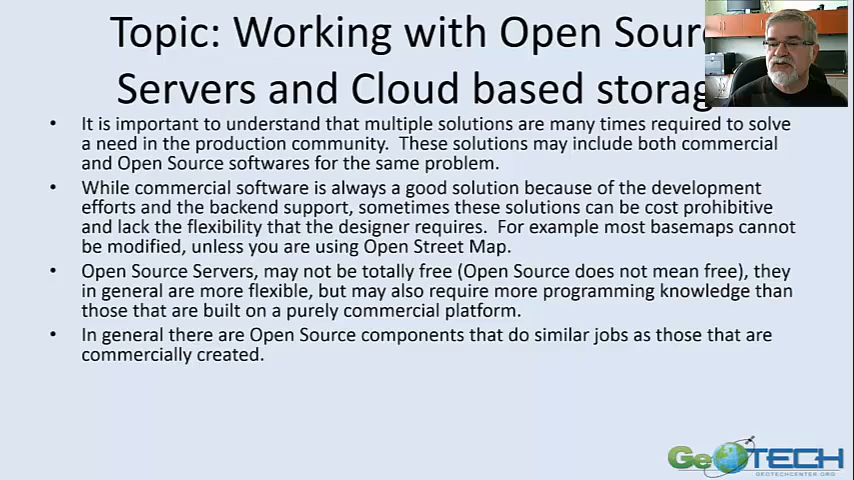 Topic: Working with Open Sour
Servers and Cloud based storag
• It is important to understand that multiple solutions are many times required to solve
a need in the production community. These solutions may include both commercial
and Open Source softwares for the same problem.
• While commercial software is always a good solution because of the development
efforts and the backend support, sometimes these solutions can be cost prohibitive
and lack the flexibility that the designer requires. For example most basemaps cannot
be modified, unless you are using Open Street Map.
• Open Source Servers, may not be totally free (Open Source does not mean free), they
in general are more flexible, but may also require more programming knowledge than
those that are built on a purely commercial platform.
• In general there are Open Source components that do similar jobs as those that are
commercially created.
GeoTECH
GEOTECHCENTER.ORG